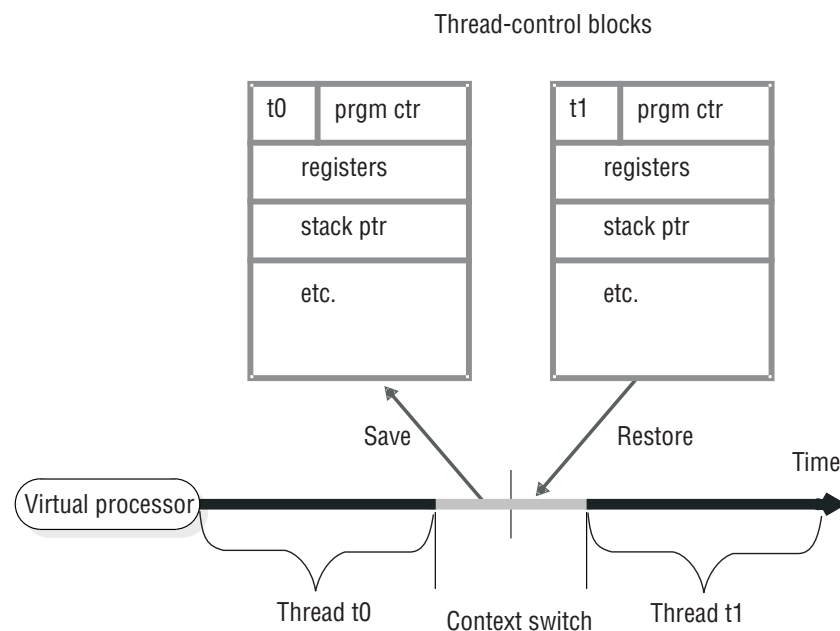 Thread-control blocks
t0
prgm ctr
registers
stack ptr
etc.
t1
prgm ctr
registers
stack ptr
etc.
Save
Restore
Time
Virtual processor
Thread t0
Context switch
Thread t1